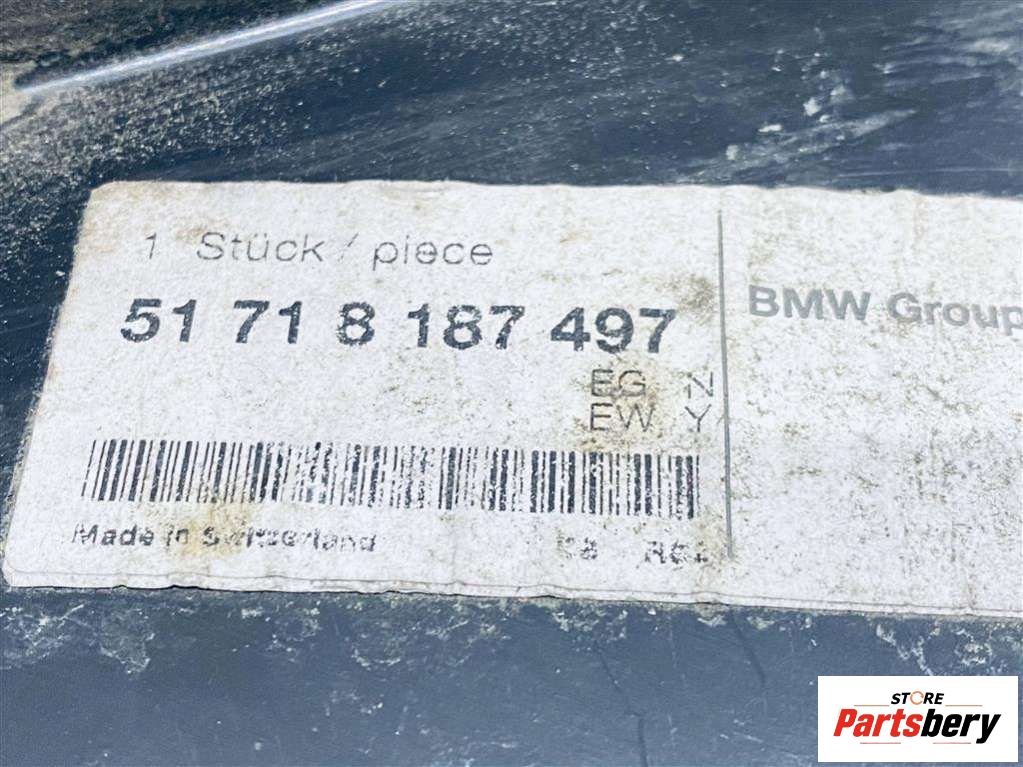 1 Stück / piece
51 71 8 187 497
BMW Group
EG N
EW Y
Made in Switzerland
STORE
Partsbery